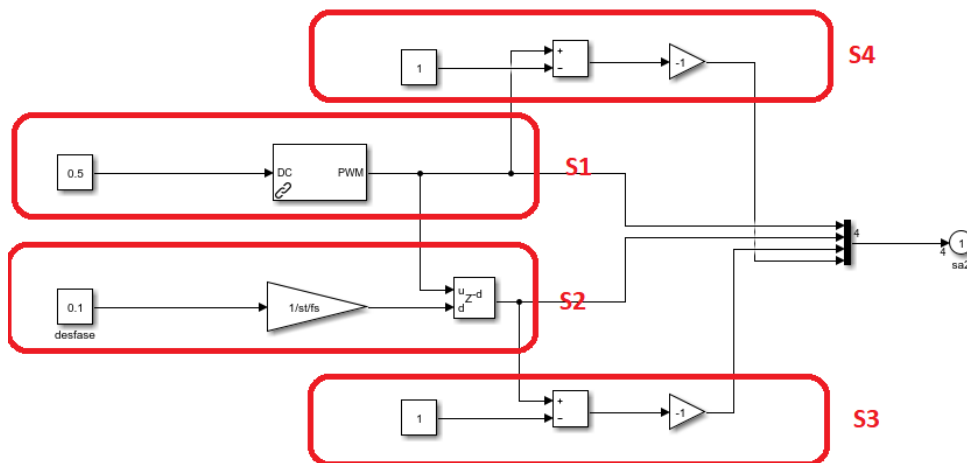 +
−
1
-1
S4
0.5
DC
PWM
S1
4
4
1
sa2
0.1
desfase
1/st/fs
u
d
Z-d
S2
+
−
1
-1
S3